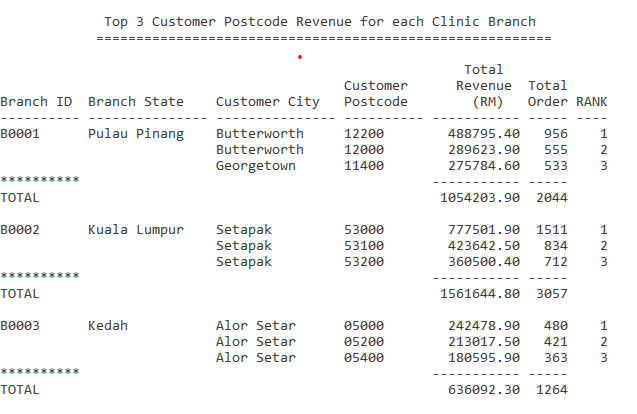 Top 3 Customer Postcode Revenue for each Clinic Branch
=========================================================
Total
Customer Revenue Total
Branch ID Branch State Customer City Postcode (RM) Order RANK
---------- --------------- --------------- ---------- ----------- ----- ----
B0001 Pulau Pinang Butterworth 12200 488795.40 956 1
Butterworth 12000 289623.90 555 2
Georgetown 11400 275784.60 533 3
********** ----------- -----
TOTAL 1054203.90 2044
B0002 Kuala Lumpur Setapak 53000 777501.90 1511 1
Setapak 53100 423642.50 834 2
Setapak 53200 360500.40 712 3
********** ----------- -----
TOTAL 1561644.80 3057
B0003 Kedah Alor Setar 05000 242478.90 480 1
Alor Setar 05200 213017.50 421 2
Alor Setar 05400 180595.90 363 3
********** ----------- -----
TOTAL 636092.30 1264